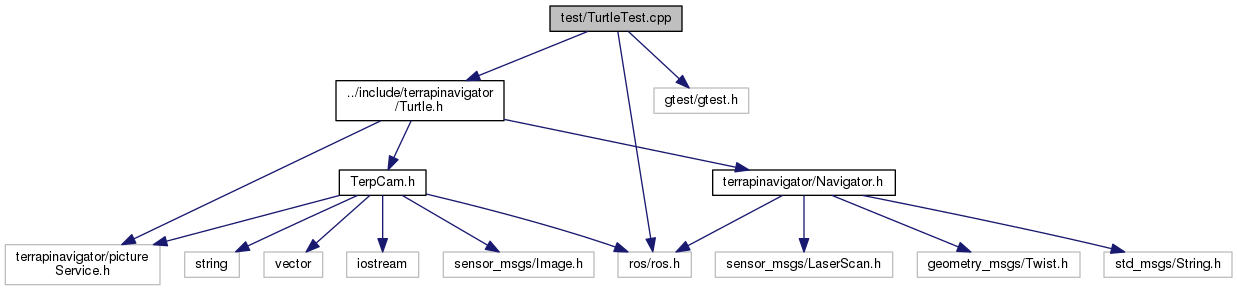 test/TurtleTest.cpp
../include/terrapinavigator
/Turtle.h
gtest/gtest.h
TerpCam.h
terrapinavigator/Navigator.h
terrapinavigator/picture
Service.h
string
vector
iostream
sensor_msgs/Image.h
ros/ros.h
sensor_msgs/LaserScan.h
geometry_msgs/Twist.h
std_msgs/String.h